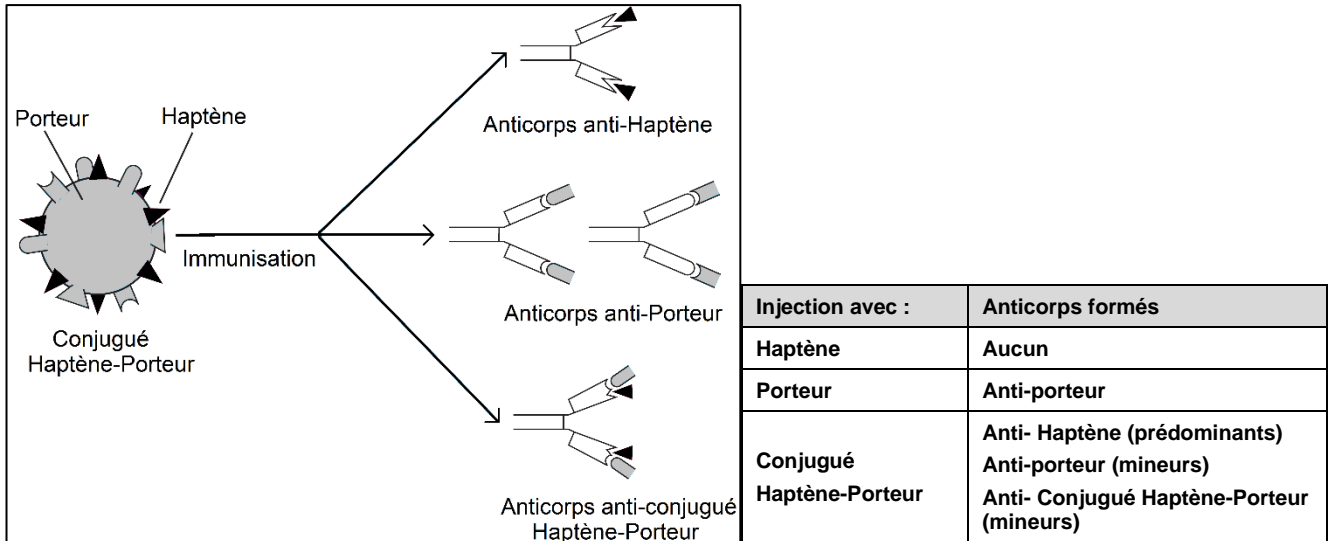 Porteur
Haptène
Immunisation
Conjugué
Haptène-Porteur
Anticorps anti-Haptène
Anticorps anti-Porteur
Anticorps anti-conjugué
Haptène-Porteur
Injection avec :
Anticorps formés
Haptène
Aucun
Porteur
Anti-porteur
Conjugué
Haptène-Porteur
Anti- Haptène (prédominants)
Anti-porteur (mineurs)
Anti- Conjugué Haptène-Porteur
(mineurs)